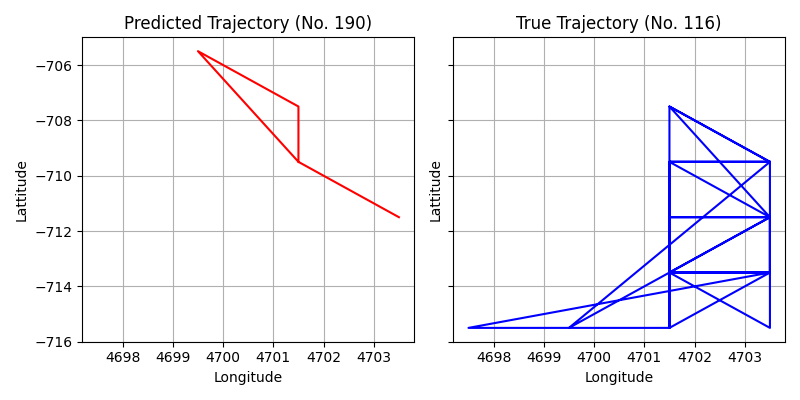 Predicted Trajectory (No. 190)
−706
−708
−710
−712
−714
−716
Lattitude
4698 4699 4700 4701 4702 4703
Longitude
True Trajectory (No. 116)
Lattitude
4698 4699 4700 4701 4702 4703
Longitude